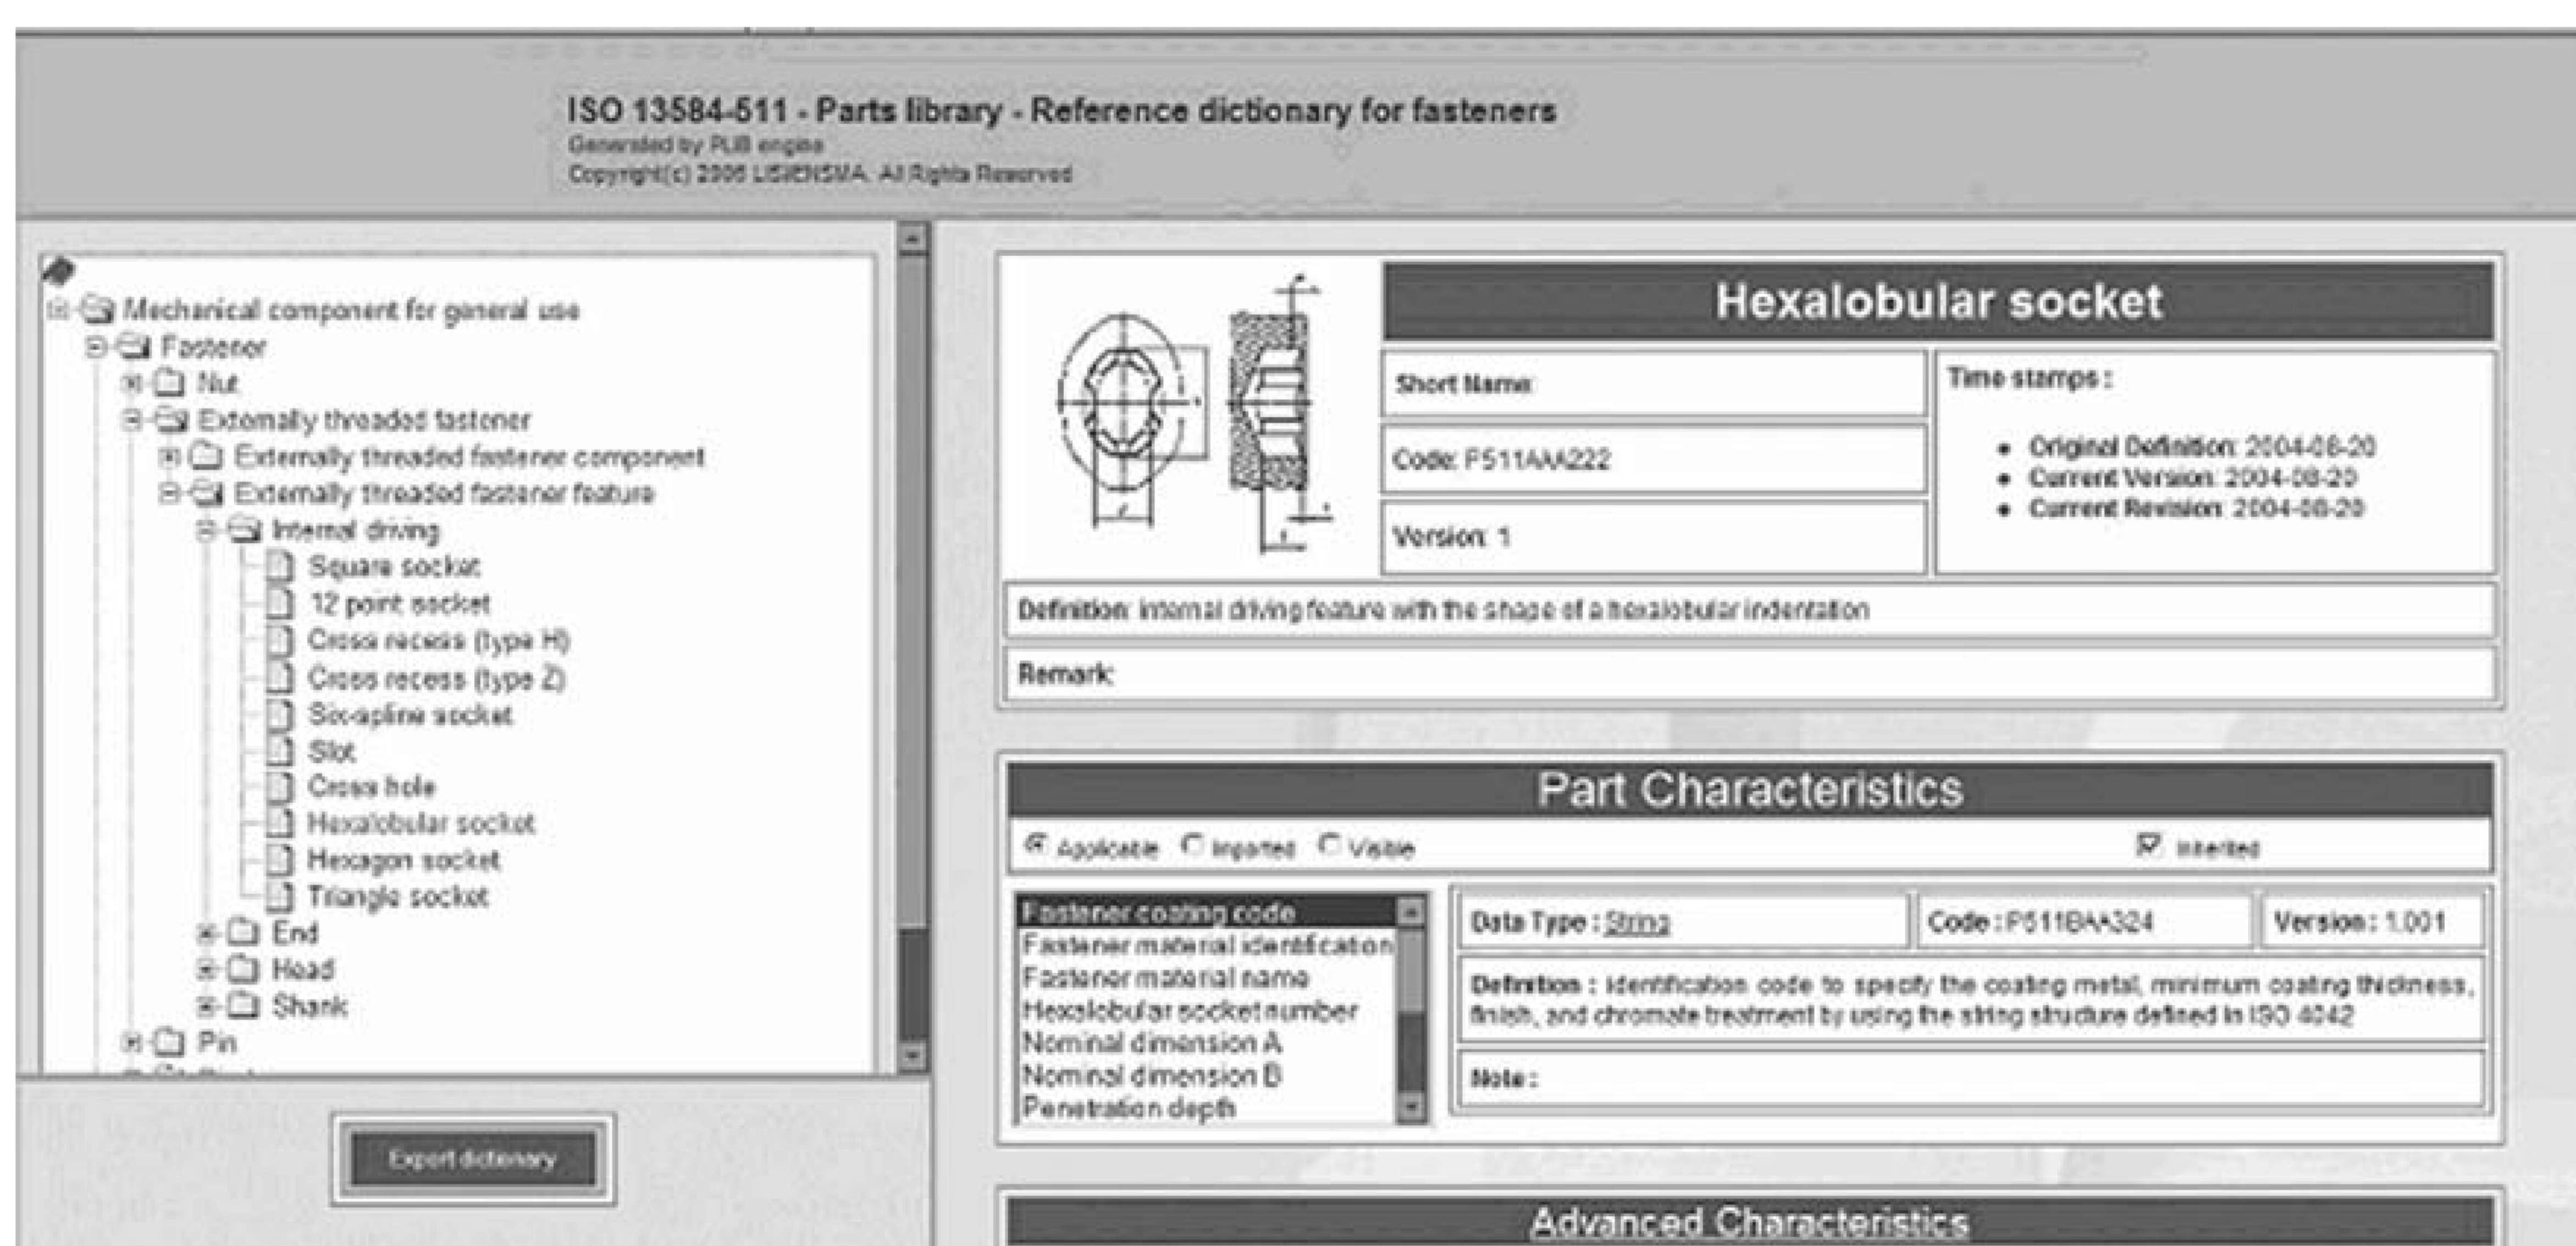 ISO 13584-511 - Parts library - Reference dictionary for fasteners
Generated by PLIB engine
Copyright(c) 2006 LISI/ENSMA. All Rights Reserved
Mechanical component for general use
Fastener
Nut
Externally threaded fastener
Externally threaded fastener component
Externally threaded fastener feature
Internal driving
Square socket
12 point socket
Cross recess (type H)
Cross recess (type Z)
Six-spline socket
Slot
Cross hole
Hexalobular socket
Hexagon socket
Triangle socket
End
Head
Shank
Pin
Export dictionary
Hexalobular socket
Short Name:
Code: P511AAA222
Version: 1
Time stamps :
Original Definition: 2004-08-20
Current Version: 2004-08-20
Current Revision: 2004-08-20
Definition: internal driving feature with the shape of a hexalobular indentation
Remark:
Part Characteristics
Applicable Imported Visible Inherited
Fastener coating code
Fastener material identification
Fastener material name
Hexalobular socket number
Nominal dimension A
Nominal dimension B
Penetration depth
Data Type : String
Code : P511BAA324
Version : 1.001
Definition : identification code to specify the coating metal, minimum coating thickness,
finish, and chromate treatment by using the string structure defined in ISO 4042
Note :
Advanced Characteristics